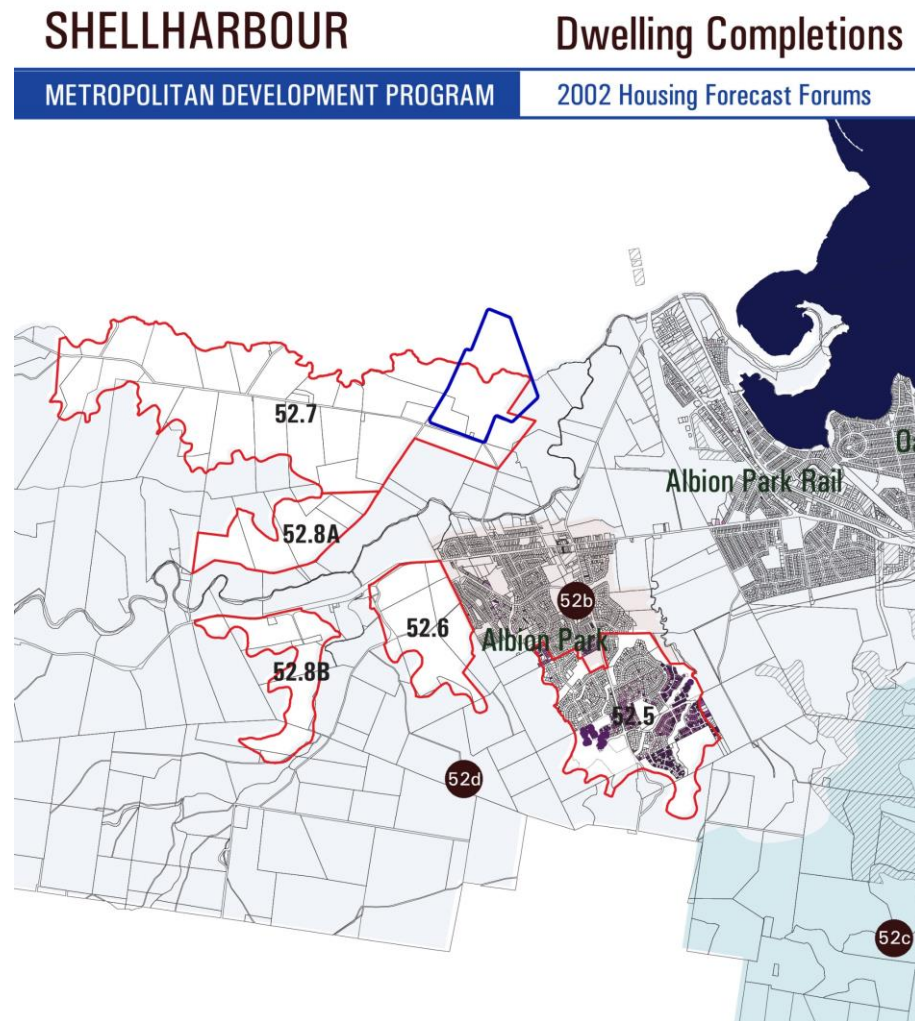 SHELLHARBOUR
Dwelling Completions
METROPOLITAN DEVELOPMENT PROGRAM
2002 Housing Forecast Forums
52.7
Albion Park Rail
52.8A
52b
52.6
Albion Park
52.8B
52.5
52d
52c